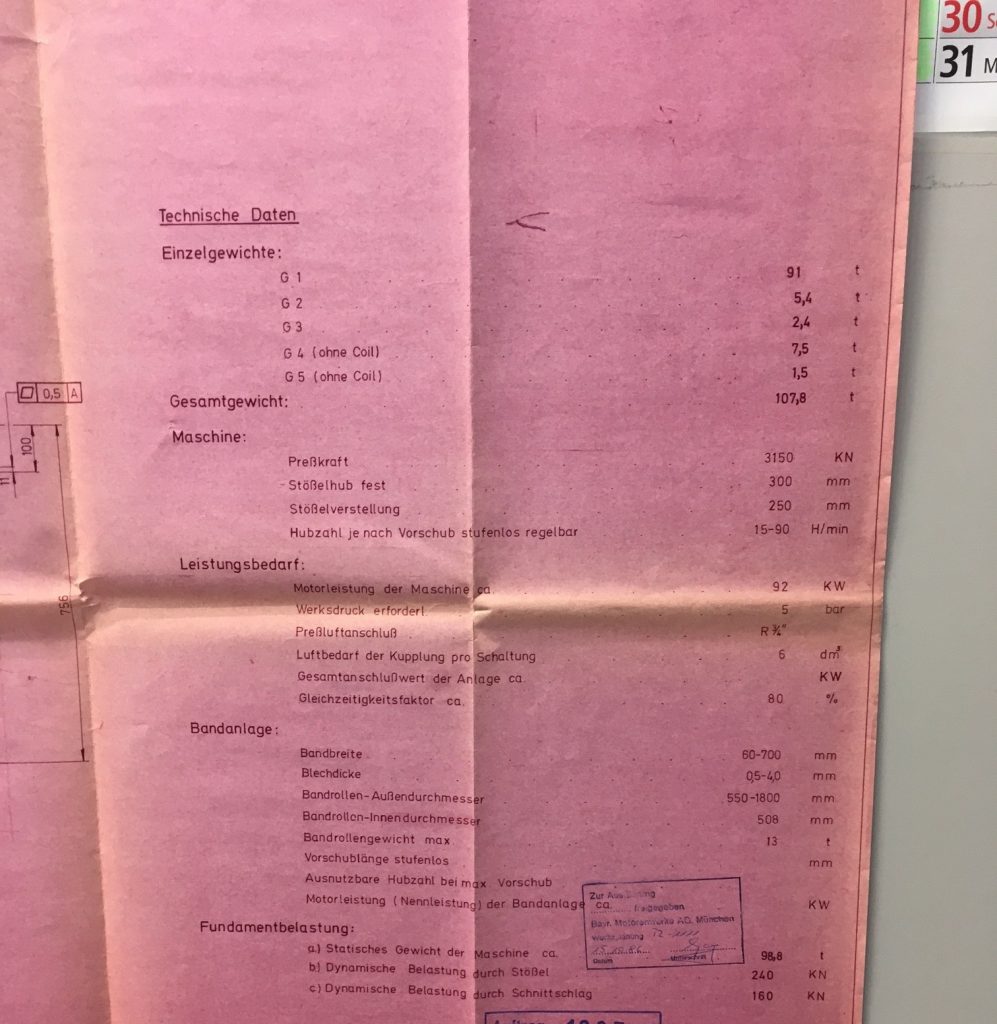 30
31 M
Technische Daten
Einzelgewichte:
G 1 91 t
G 2 5,4 t
G 3 2,4 t
G 4 (ohne Coil) 7,5 t
G 5 (ohne Coil) 1,5 t
0,5 A
Gesamtgewicht: 107,8 t
100
Maschine:
Preßkraft 3150 KN
Stößelhub fest 300 mm
Stößelverstellung 250 mm
Hubzahl je nach Vorschub stufenlos regelbar 15-90 H/min
Leistungsbedarf:
Motorleistung der Maschine ca. 92 KW
756
Werksdruck erforderl. 5 bar
Preßluftanschluß R ¾"
Luftbedarf der Kupplung pro Schaltung 6 dm³
Gesamtanschlußwert der Anlage ca. KW
Gleichzeitigkeitsfaktor ca. 80 %
Bandanlage:
Bandbreite 60-700 mm
Blechdicke 0,5-4,0 mm
Bandrollen-Außendurchmesser 550-1800 mm
Bandrollen-Innendurchmesser 508 mm
Bandrollengewicht max 13 t
Vorschublänge stufenlos mm
Ausnutzbare Hubzahl bei max. Vorschub
Motorleistung (Nennleistung) der Bandanlage ca. KW
Zur
freigegeben
Bayr. Motorenwerke AG. München
Datum Unterschrift
Fundamentbelastung:
a.) Statisches Gewicht der Maschine ca. 98,8 t
b.) Dynamische Belastung durch Stößel 240 KN
c.) Dynamische Belastung durch Schnittschlag 160 KN